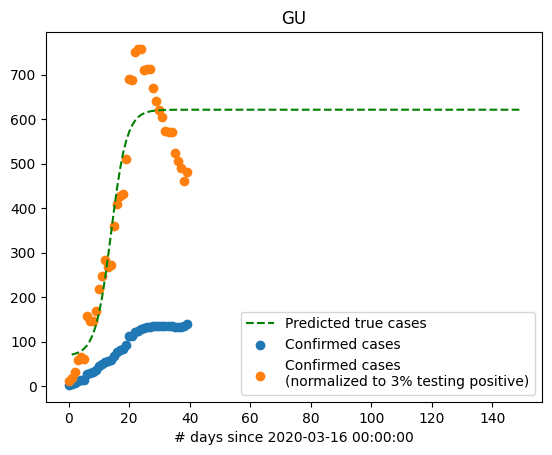 GU
700
600
500
400
300
200
100
0
Predicted true cases
Confirmed cases
Confirmed cases
(normalized to 3% testing positive)
0 20 40 60 80 100 120 140
# days since 2020-03-16 00:00:00